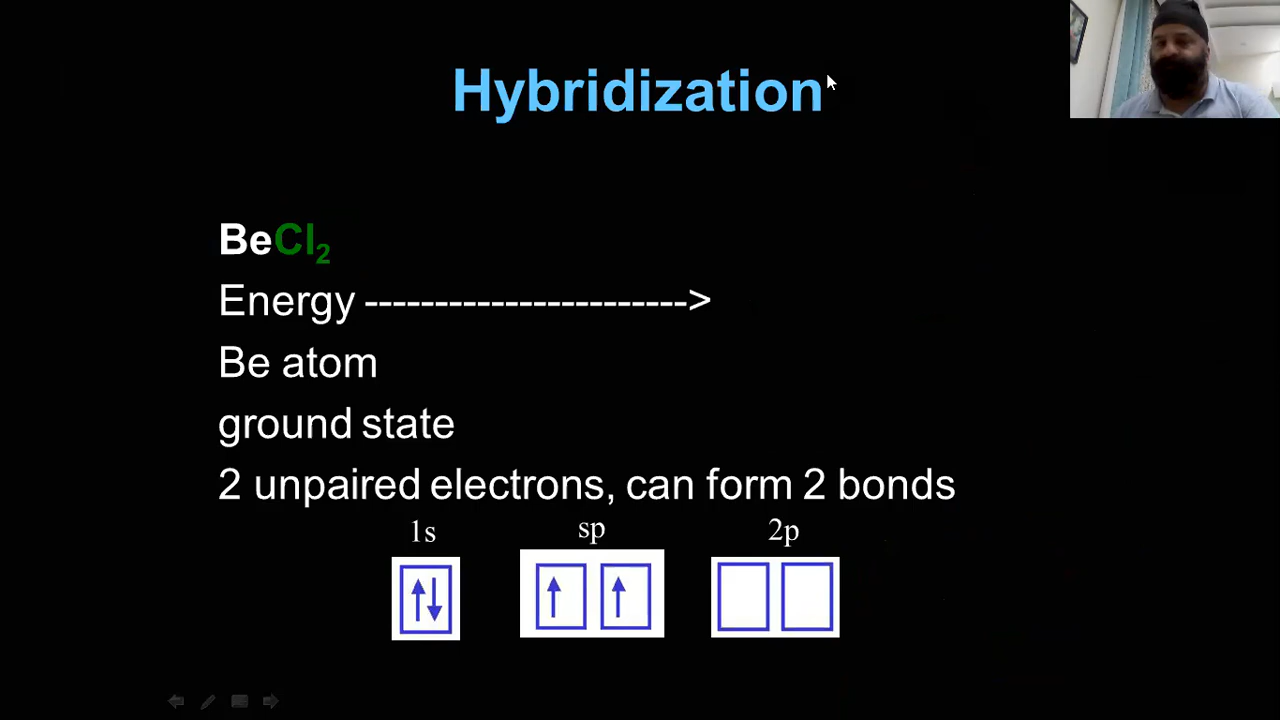 Hybridization
BeCl₂
Energy ----------------------->
Be atom
ground state
2 unpaired electrons, can form 2 bonds
1s sp 2p